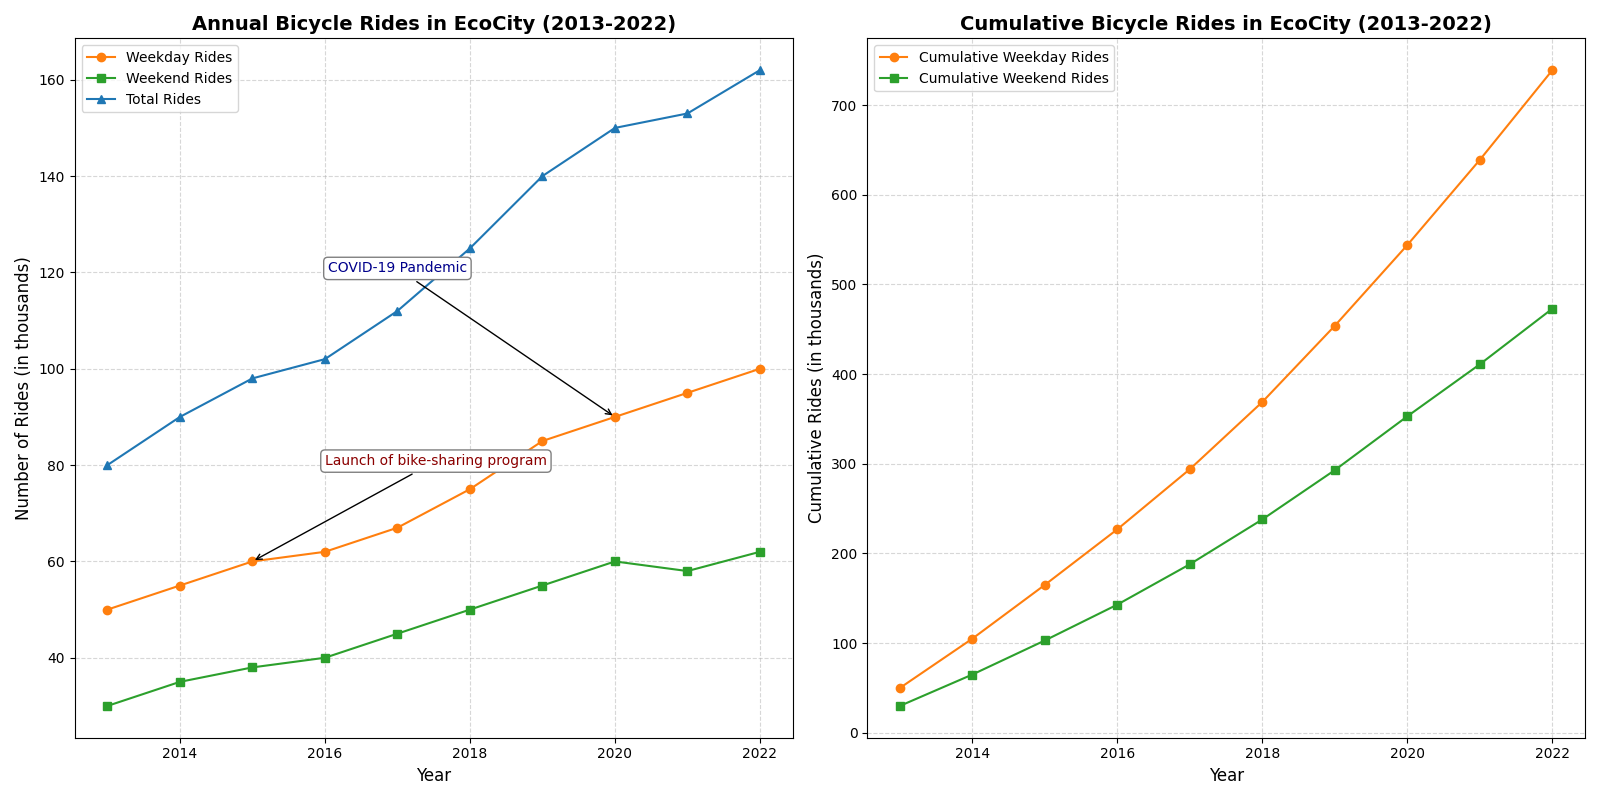 Annual Bicycle Rides in EcoCity (2013-2022)
Weekday Rides
Weekend Rides
Total Rides
Number of Rides (in thousands)
160
140
120
100
80
60
40
COVID-19 Pandemic
Launch of bike-sharing program
2014
2016
2018
2020
2022
Year
Cumulative Bicycle Rides in EcoCity (2013-2022)
Cumulative Weekday Rides
Cumulative Weekend Rides
Cumulative Rides (in thousands)
700
600
500
400
300
200
100
0
2014
2016
2018
2020
2022
Year